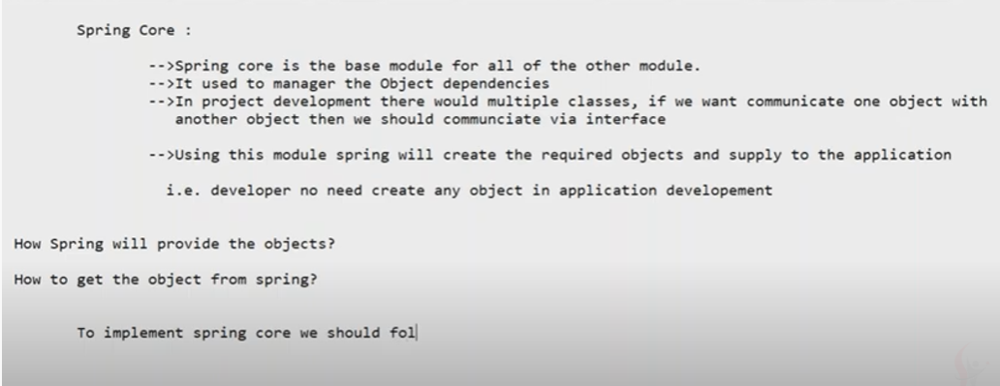 Spring Core :
-->Spring core is the base module for all of the other module.
-->It used to manager the Object dependencies
-->In project development there would multiple classes, if we want communicate one object with
another object then we should communciate via interface
-->Using this module spring will create the required objects and supply to the application
i.e. developer no need create any object in application developement
How Spring will provide the objects?
How to get the object from spring?
To implement spring core we should fol